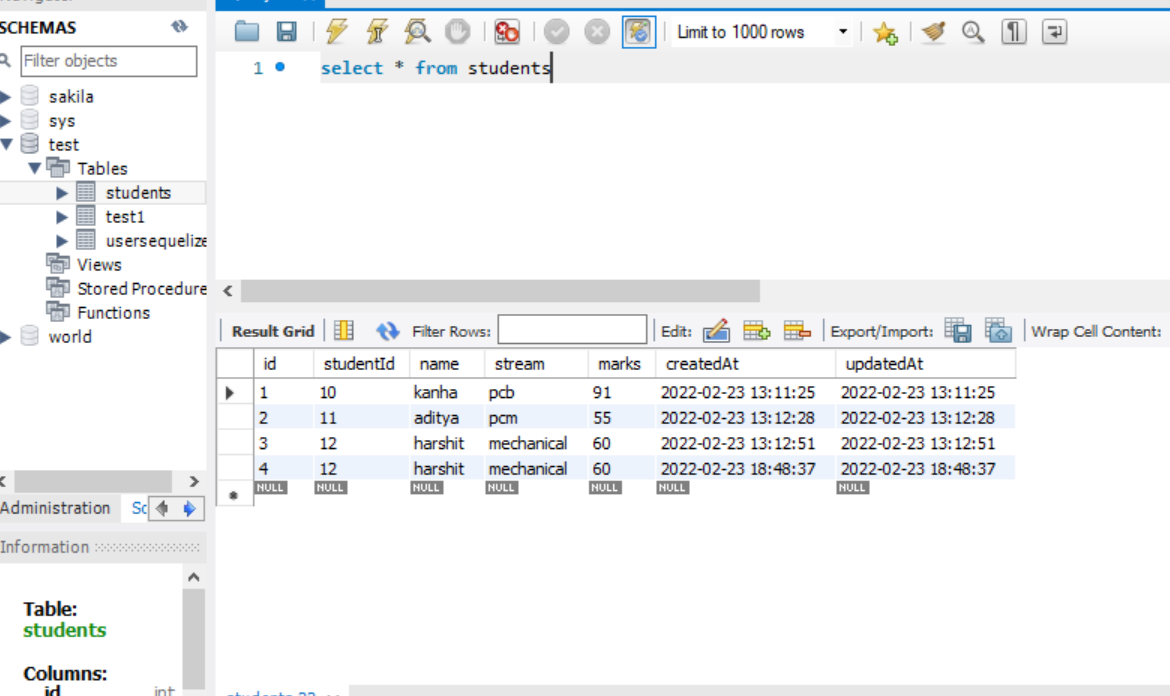 SCHEMAS
Filter objects
sakila
sys
test
Tables
students
test1
usersequelize
Views
Stored Procedure
Functions
world
Administration Sc
Information
Table:
students
Columns:
id int
Limit to 1000 rows
1 select * from students
Result Grid Filter Rows: Edit: Export/Import: Wrap Cell Content:
id studentId name stream marks createdAt updatedAt
1 10 kanha pcb 91 2022-02-23 13:11:25 2022-02-23 13:11:25
2 11 aditya pcm 55 2022-02-23 13:12:28 2022-02-23 13:12:28
3 12 harshit mechanical 60 2022-02-23 13:12:51 2022-02-23 13:12:51
4 12 harshit mechanical 60 2022-02-23 18:48:37 2022-02-23 18:48:37
NULL NULL NULL NULL NULL NULL NULL